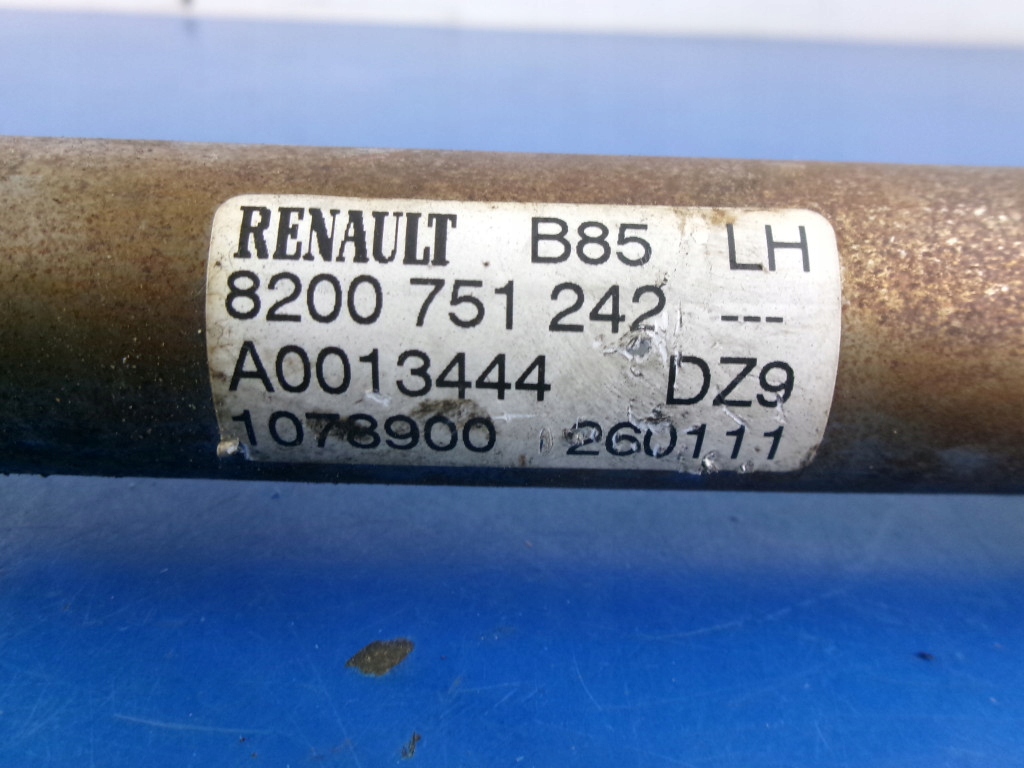 RENAULT B85 LH
8200 751 242 ---
A0013444 DZ9
1078900 260111